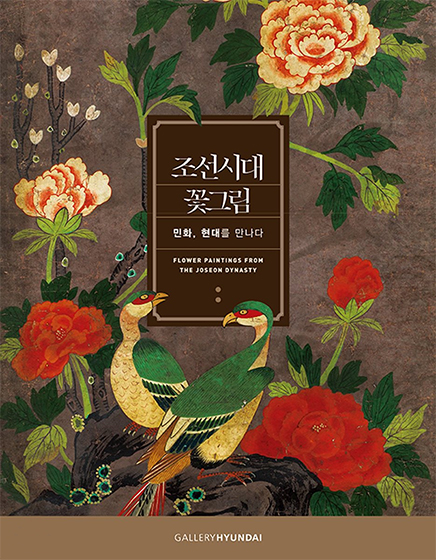 조선시대
꽃그림
민화, 현대를 만나다
FLOWER PAINTINGS FROM
THE JOSEON DYNASTY
GALLERYHYUNDAI